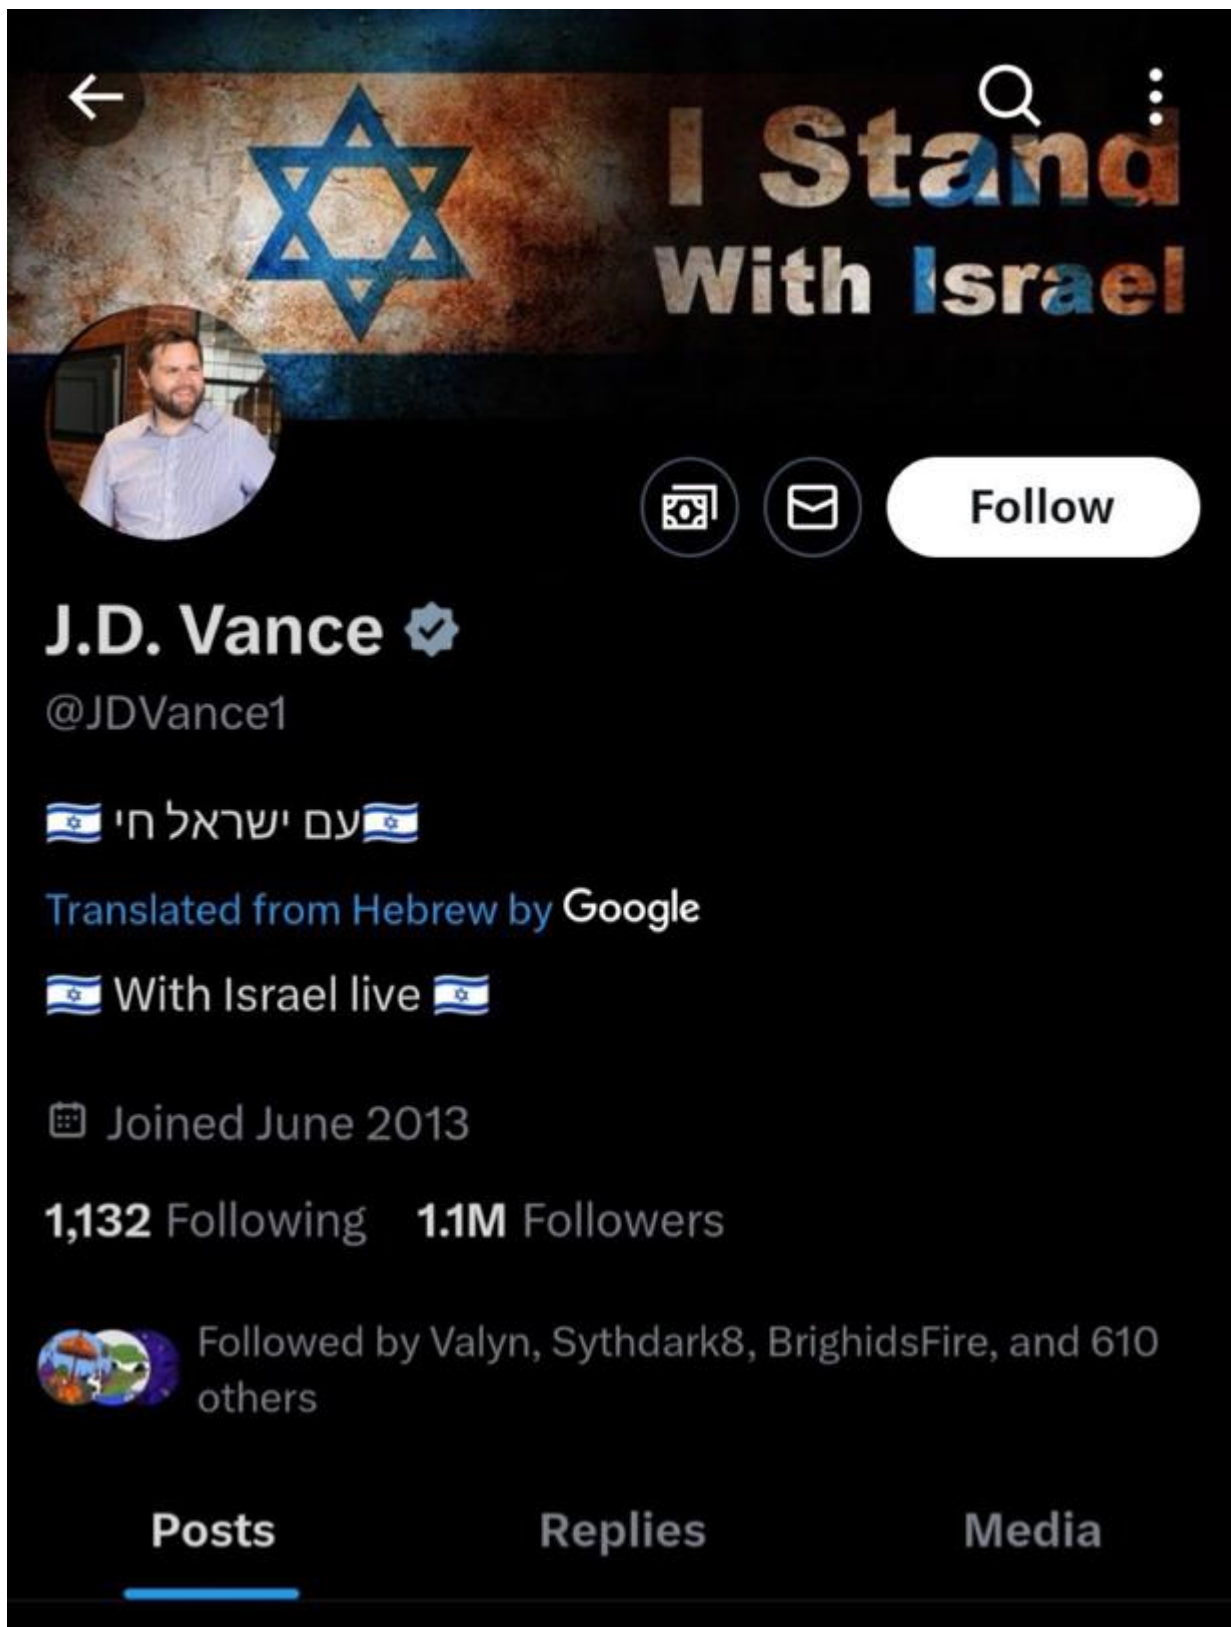 I Stand
With Israel
Follow
J.D. Vance
@JDVance1
🇮🇱עם ישראל חי 🇮🇱
Translated from Hebrew by Google
🇮🇱 With Israel live 🇮🇱
Joined June 2013
1,132 Following 1.1M Followers
Followed by Valyn, Sythdark8, BrighidsFire, and 610
others
Posts Replies Media